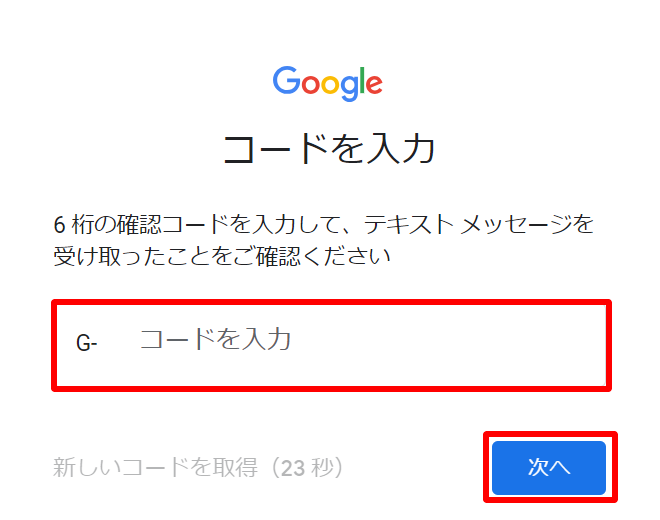 Google
コードを入力
6 桁の確認コードを入力して、テキスト メッセージを
受け取ったことをご確認ください
G- コードを入力
新しいコードを取得（23 秒） 次へ